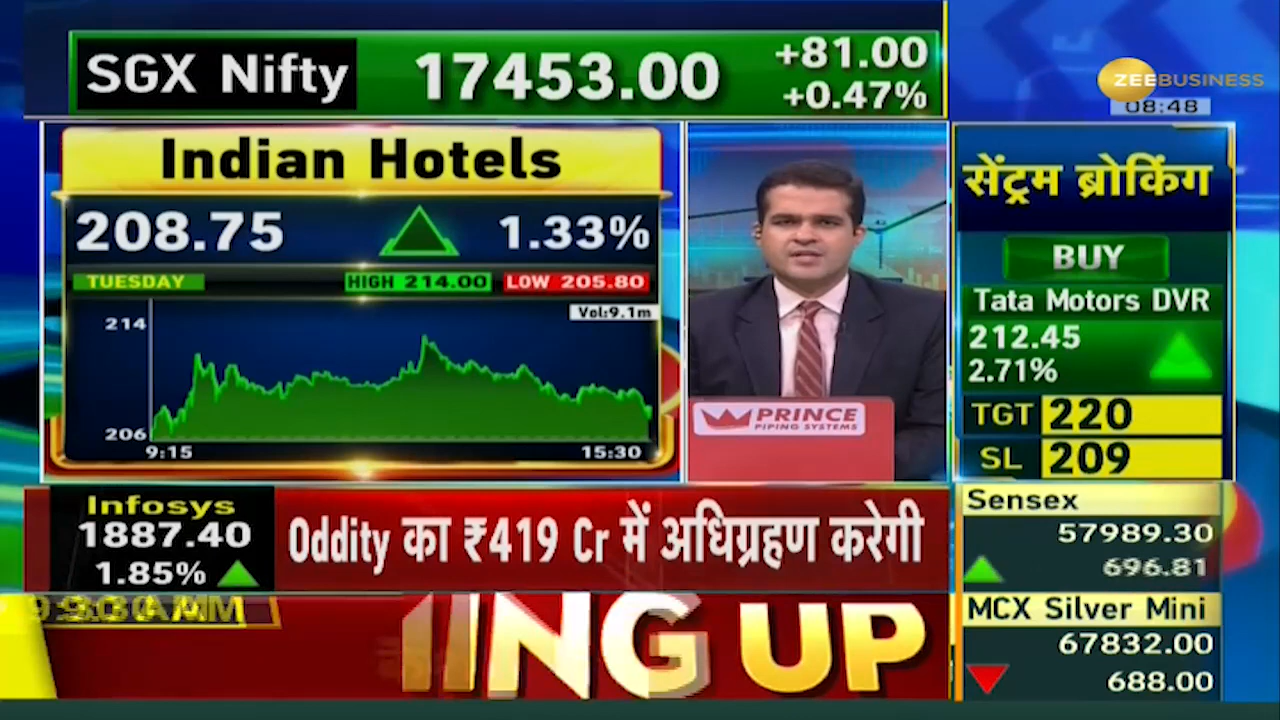 SGX Nifty
17453.00
+81.00
+0.47%
ZEEBUSINESS
08:48
Indian Hotels
208.75
1.33%
TUESDAY
HIGH 214.00
LOW 205.80
Vol:9.1m
214
206
9:15
15:30
PRINCE
PIPING SYSTEMS
सेंट्रम ब्रोकिंग
BUY
Tata Motors DVR
212.45
2.71%
TGT 220
SL 209
Infosys
1887.40
1.85%
Oddity का ₹419 Cr में अधिग्रहण करेगी
Sensex
57989.30
696.81
MCX Silver Mini
67832.00
688.00
UP